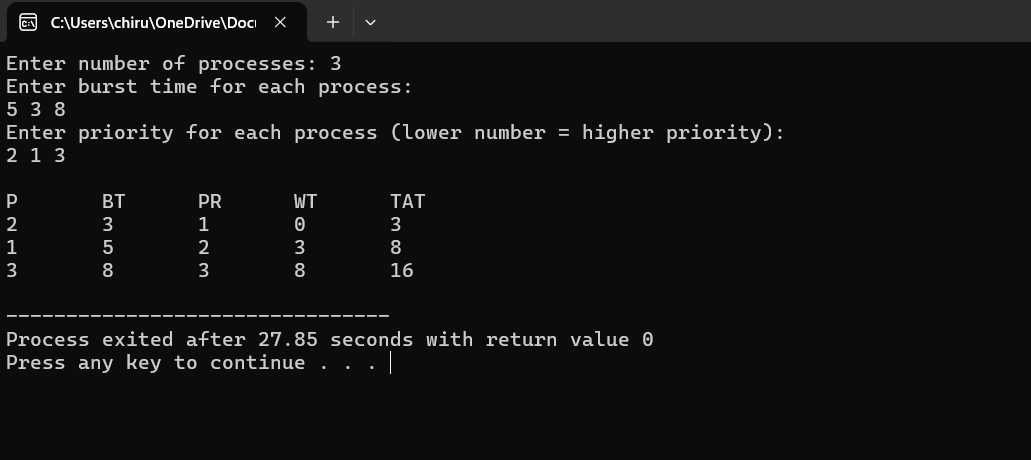 C:\Users\chiru\OneDrive\Doc
Enter number of processes: 3
Enter burst time for each process:
5 3 8
Enter priority for each process (lower number = higher priority):
2 1 3
P BT PR WT TAT
2 3 1 0 3
1 5 2 3 8
3 8 3 8 16
--------------------------------
Process exited after 27.85 seconds with return value 0
Press any key to continue . . .